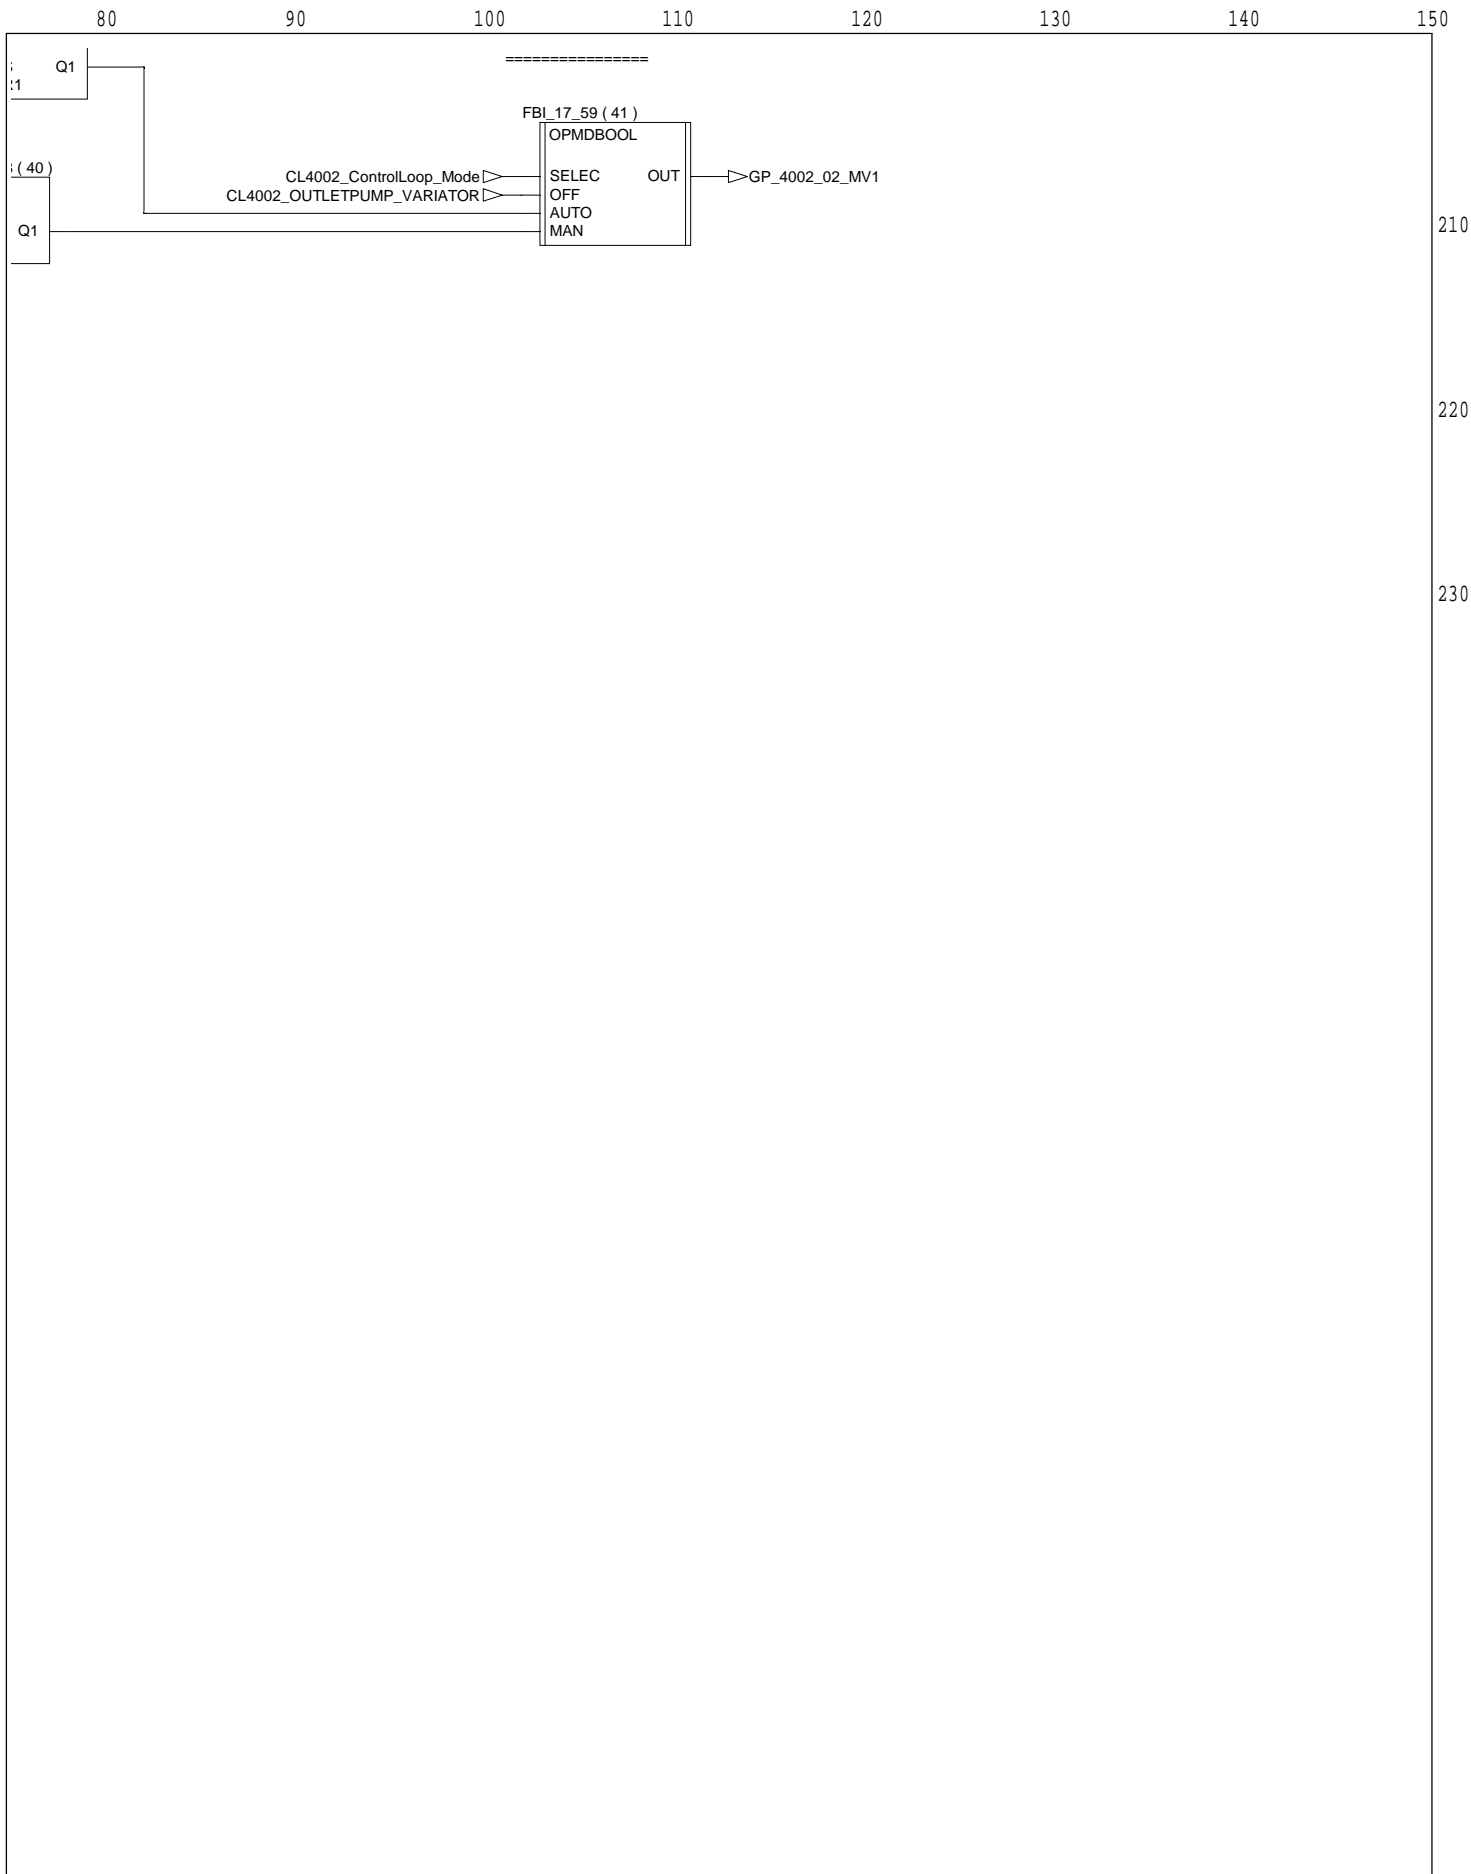 80 90 100 110 120 130 140 150
Q1
================
FBI_17_59 ( 41 )
OPMDBOOL
( 40 )
CL4002_ControlLoop_Mode SELEC OUT GP_4002_02_MV1
CL4002_OUTLETPUMP_VARIATOR OFF
AUTO
Q1 MAN
210
220
230